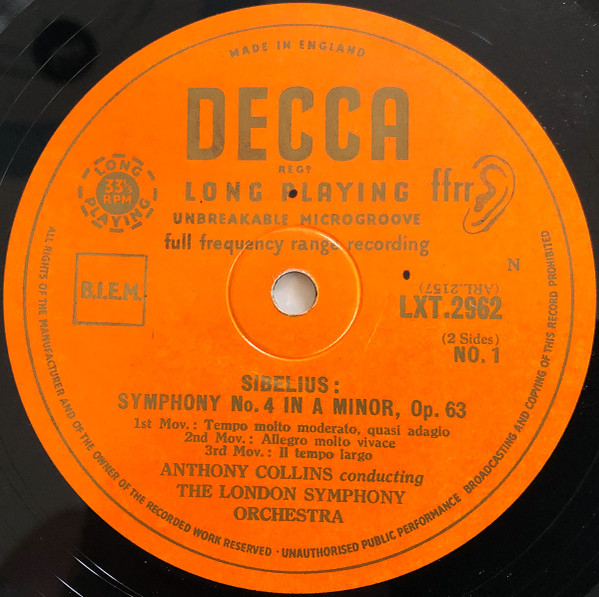 MADE IN ENGLAND
DECCA
REGᴰ
LONG PLAYING
ffrr
UNBREAKABLE MICROGROOVE
full frequency range recording
LONG PLAYING
33⅓
RPM
B.I.E.M.
N
(ARL.2157)
LXT.2962
(2 Sides)
NO. 1
SIBELIUS:
SYMPHONY No. 4 IN A MINOR, Op. 63
1st Mov.: Tempo molto moderato, quasi adagio
2nd Mov.: Allegro molto vivace
3rd Mov.: Il tempo largo
ANTHONY COLLINS conducting
THE LONDON SYMPHONY
ORCHESTRA
ALL RIGHTS OF THE MANUFACTURER AND OF THE OWNER OF THE RECORDED WORK RESERVED · UNAUTHORISED PUBLIC PERFORMANCE BROADCASTING AND COPYING OF THIS RECORD PROHIBITED